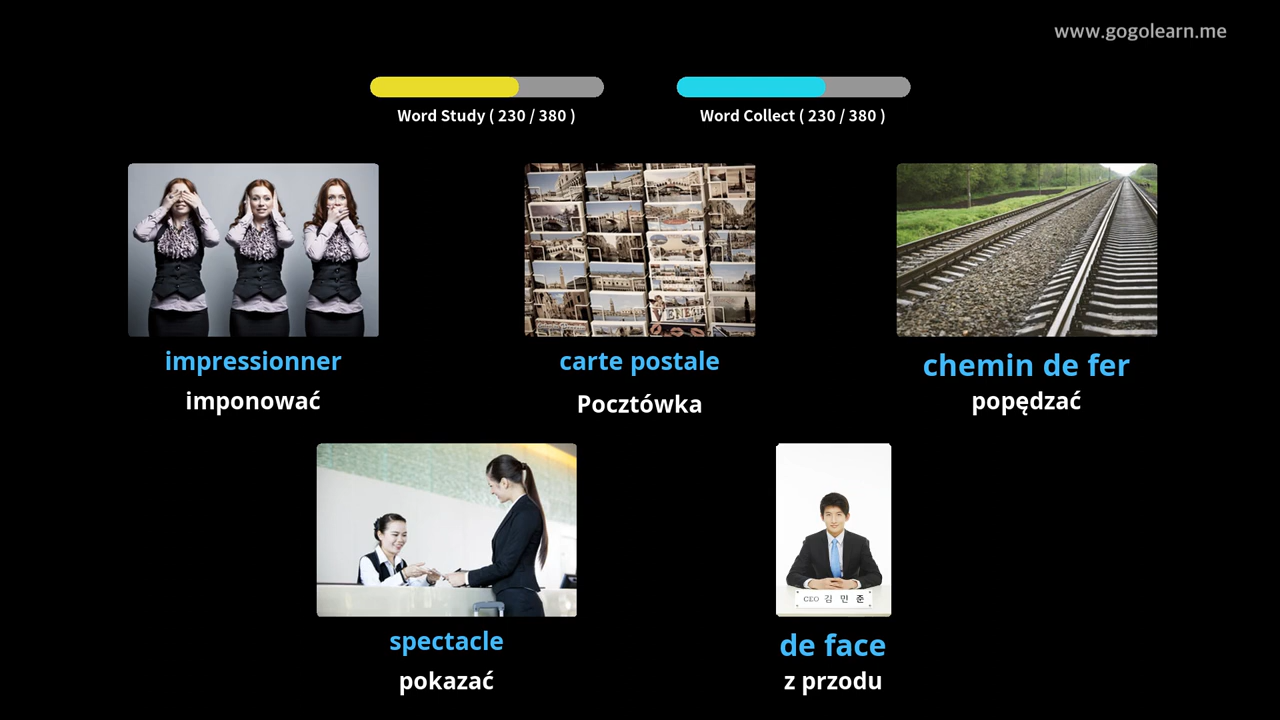 www.gogolearn.me
Word Study ( 230 / 380 )
Word Collect ( 230 / 380 )
VENEZIA
impressionner
imponować
carte postale
Pocztówka
chemin de fer
popędzać
CEO 김 민 준
spectacle
pokazać
de face
z przodu